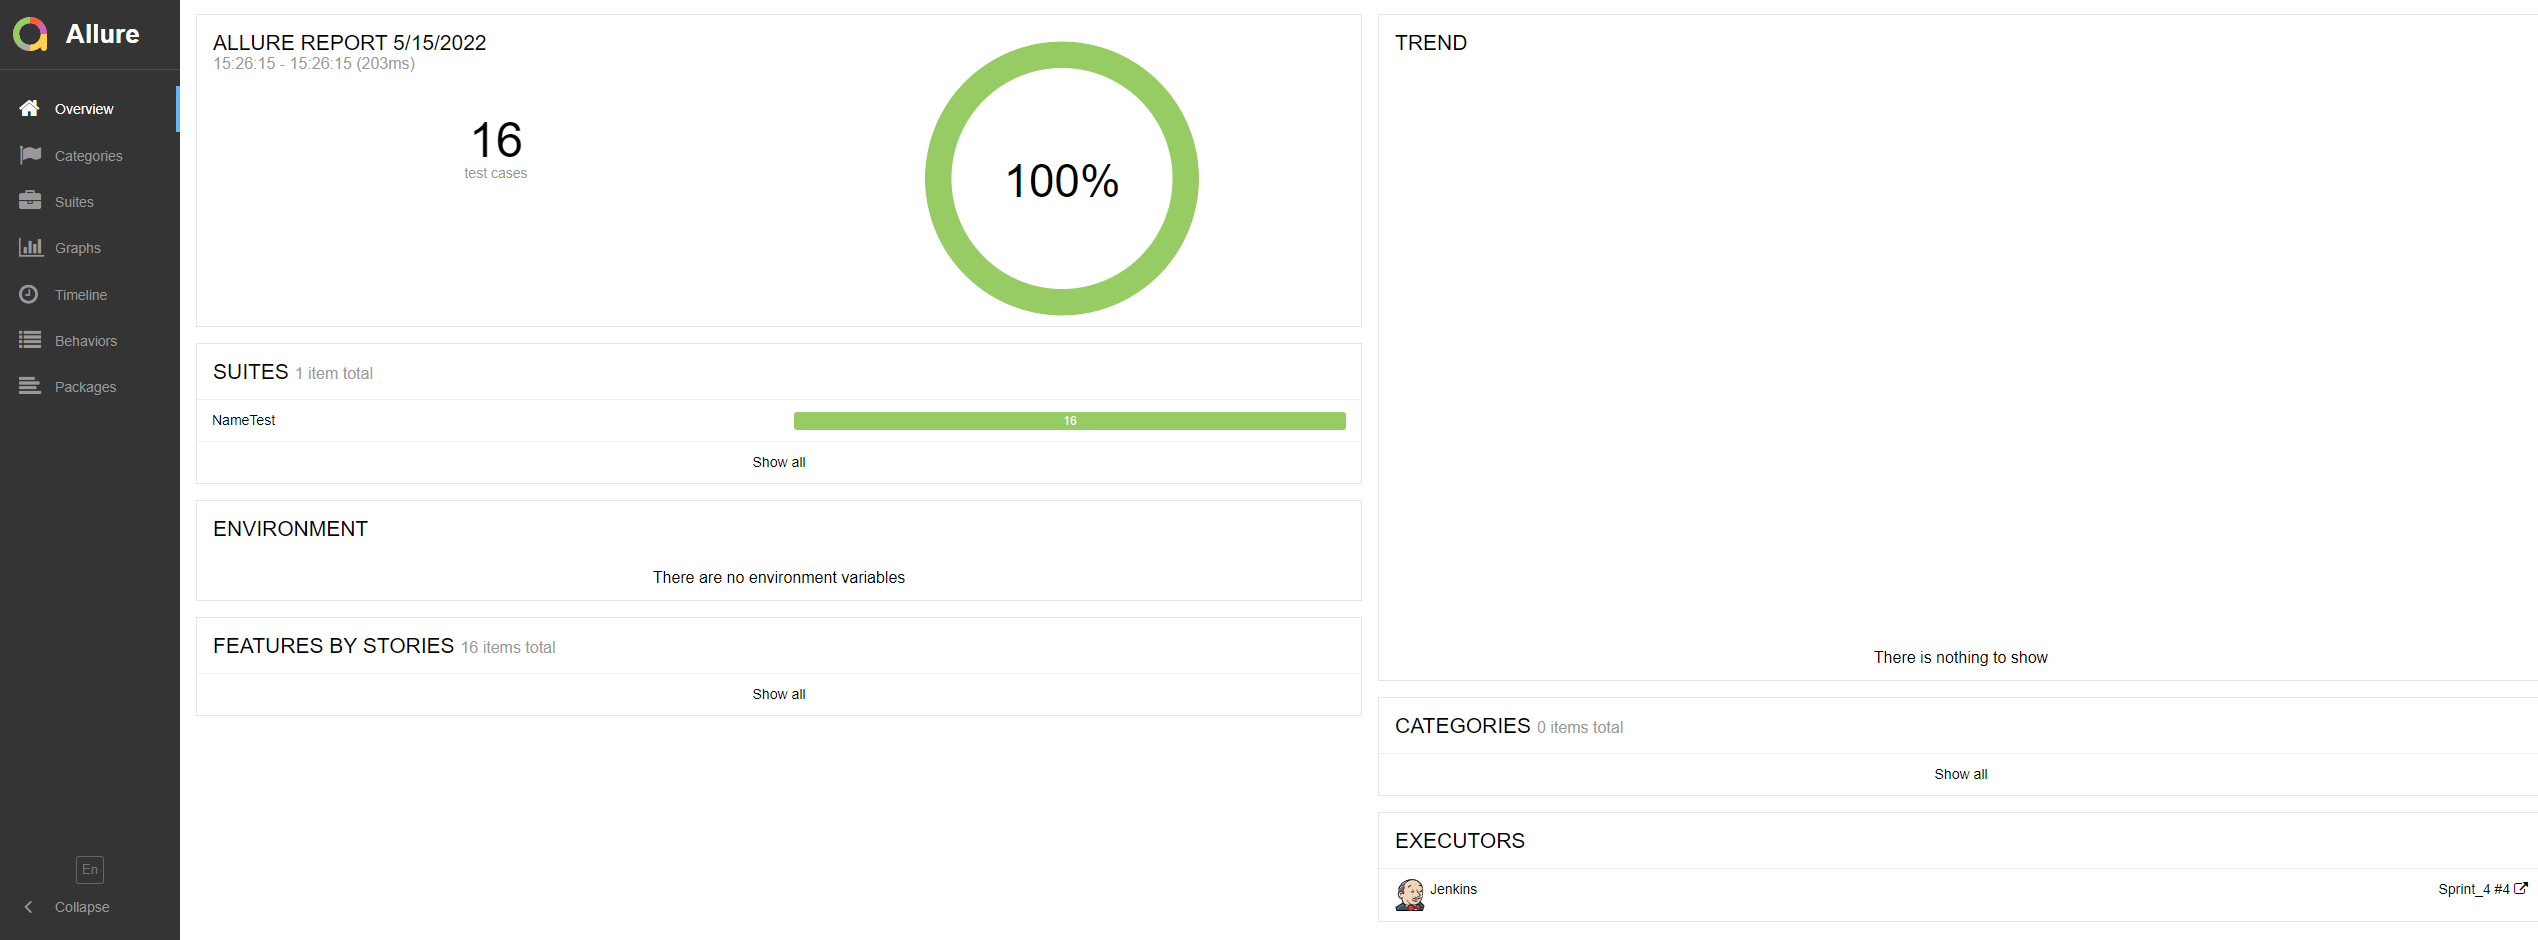 Allure
Overview
Categories
Suites
Graphs
Timeline
Behaviors
Packages
En
Collapse
ALLURE REPORT 5/15/2022
15:26:15 - 15:26:15 (203ms)
16
test cases
100%
SUITES 1 item total
NameTest 16
Show all
ENVIRONMENT
There are no environment variables
FEATURES BY STORIES 16 items total
Show all
TREND
There is nothing to show
CATEGORIES 0 items total
Show all
EXECUTORS
Jenkins Sprint_4 #4